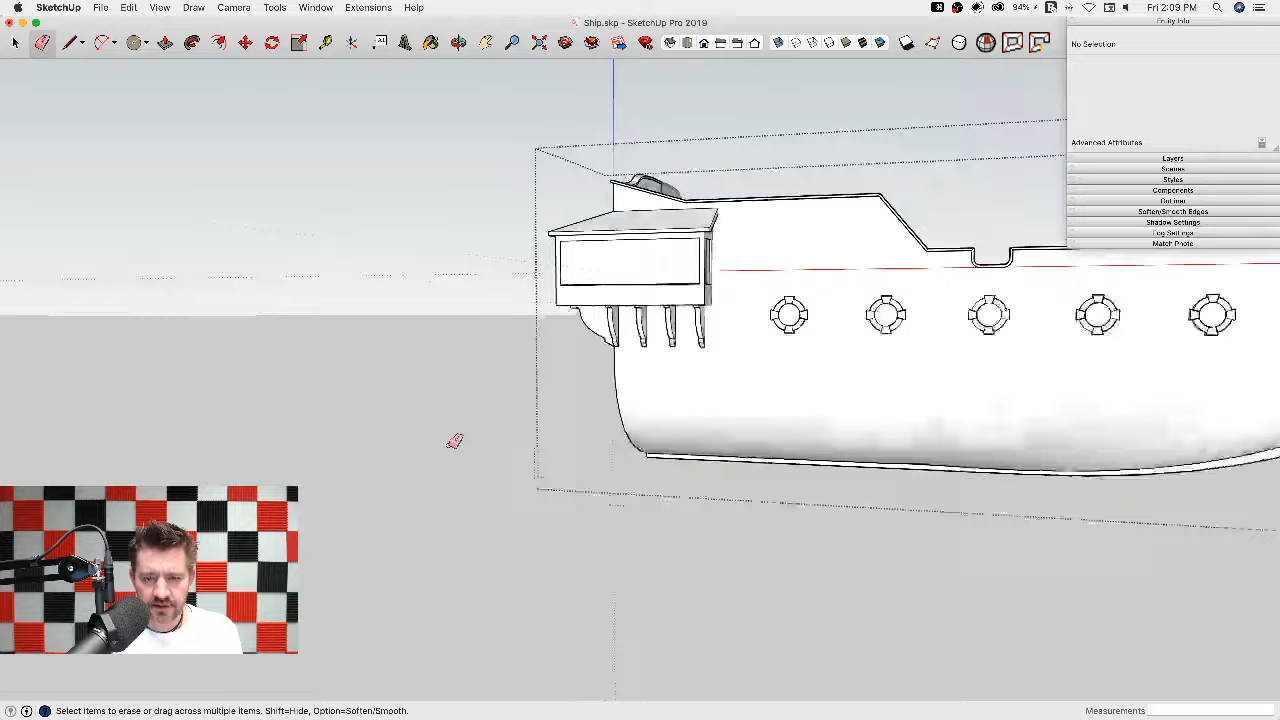 SketchUp File Edit View Draw Camera Tools Window Extensions Help
94% Fri 2:09 PM
Ship.skp - SketchUp Pro 2019
Entity Info
No Selection
Advanced Attributes
Layers
Scenes
Styles
Components
Outliner
Soften/Smooth Edges
Shadow Settings
Fog Settings
Match Photo
Select items to erase or drag across multiple items. Shift=Hide, Option=Soften/Smooth.
Measurements